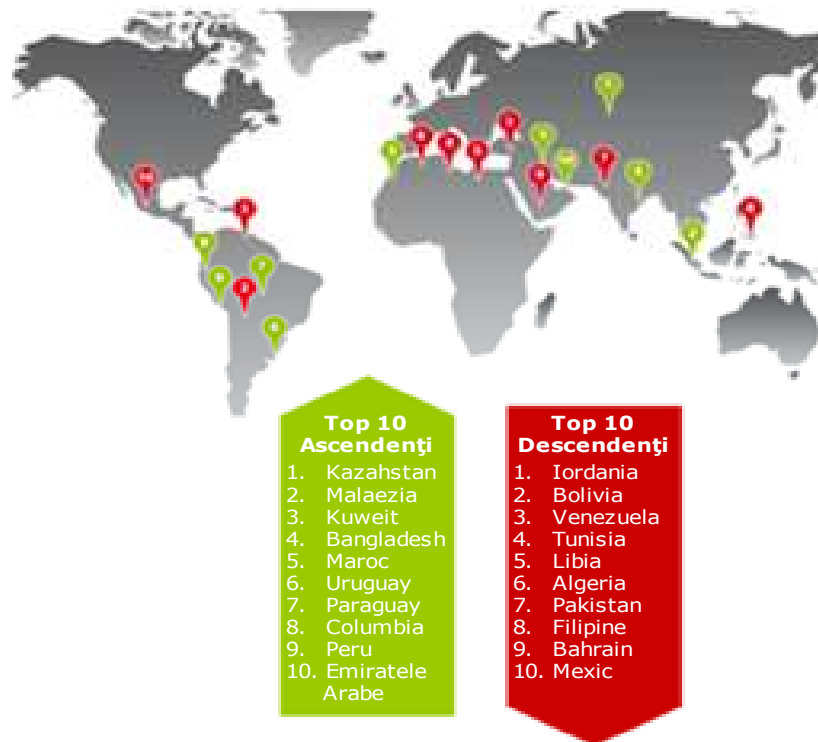 Top 10
Ascendenţi
1. Kazahstan
2. Malaezia
3. Kuweit
4. Bangladesh
5. Maroc
6. Uruguay
7. Paraguay
8. Columbia
9. Peru
10. Emiratele
Arabe
Top 10
Descendenţi
1. Iordania
2. Bolivia
3. Venezuela
4. Tunisia
5. Libia
6. Algeria
7. Pakistan
8. Filipine
9. Bahrain
10. Mexic